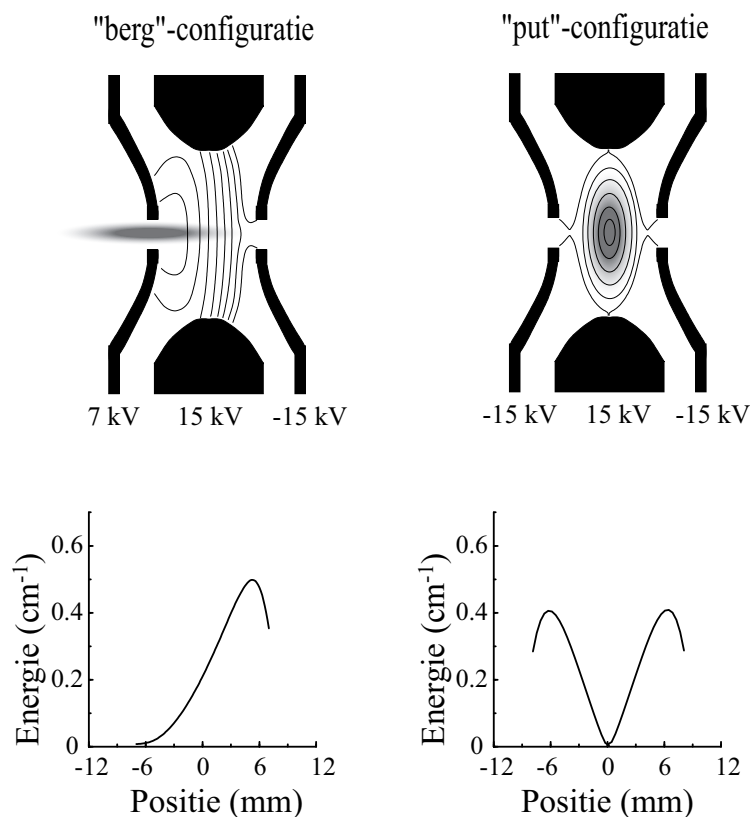 "berg"-configuratie
"put"-configuratie
7 kV 15 kV -15 kV
-15 kV 15 kV -15 kV
Energie (cm⁻¹)
0.6
0.4
0.2
0
-12 -6 0 6 12
Positie (mm)
Energie (cm⁻¹)
0.6
0.4
0.2
0
-12 -6 0 6 12
Positie (mm)